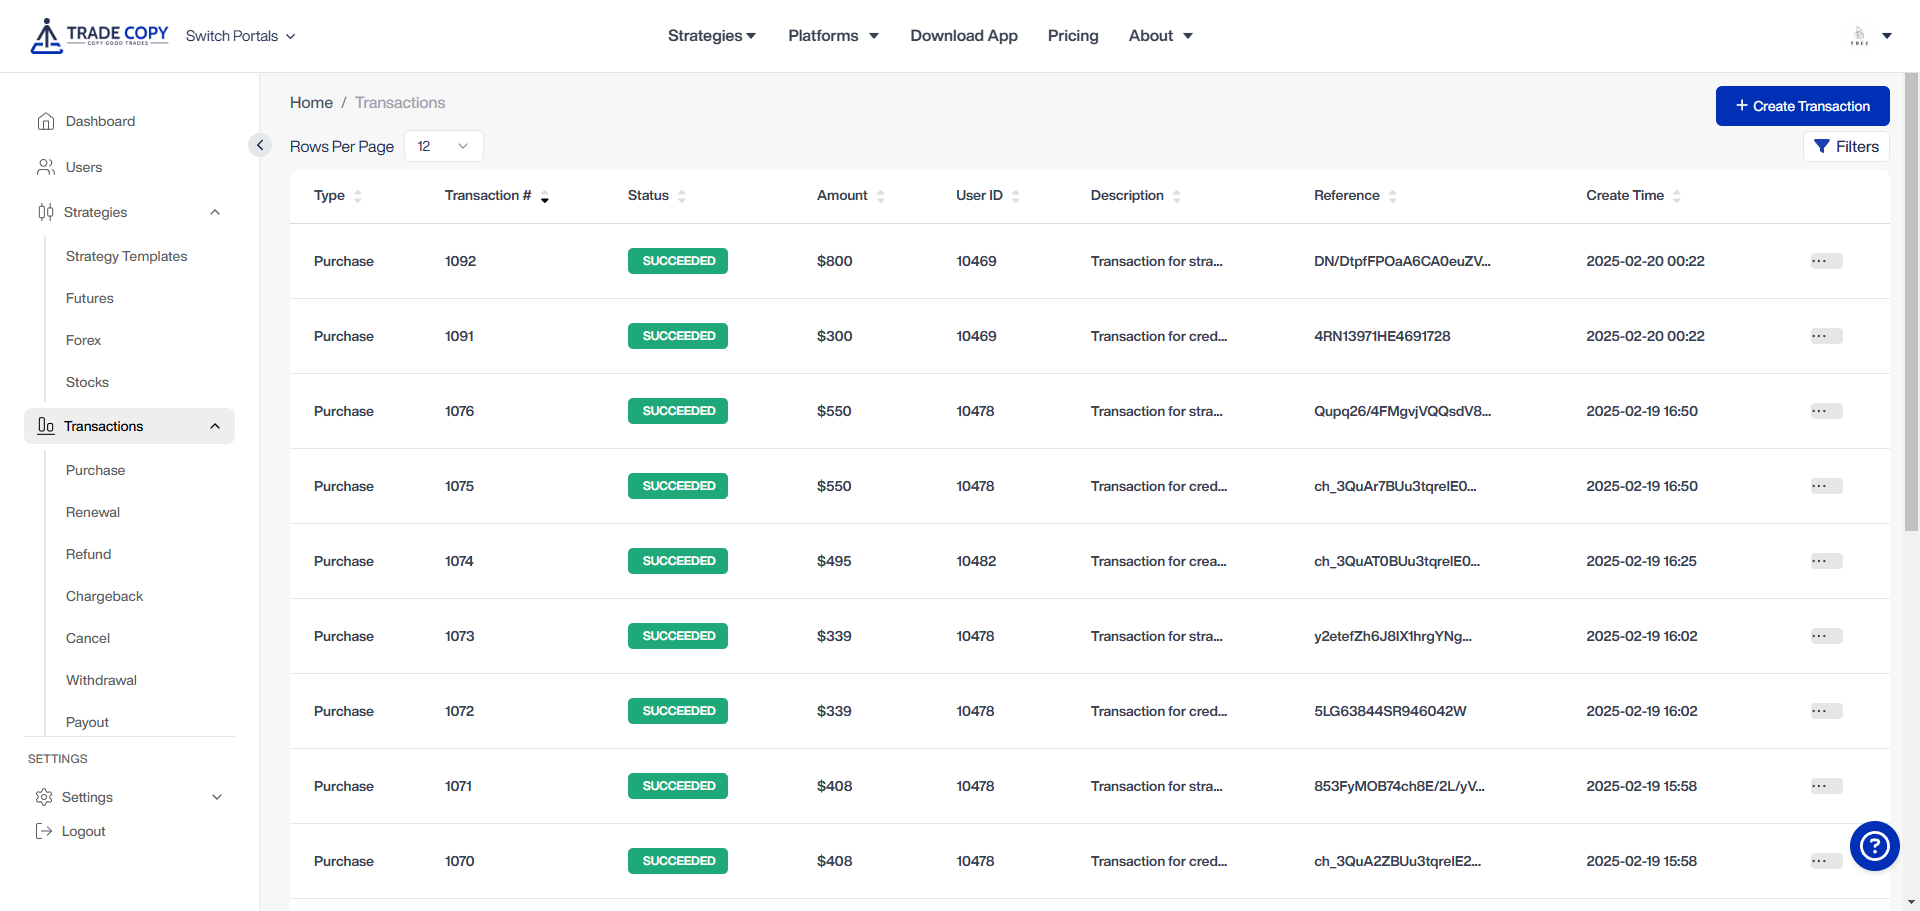 TRADE COPY
COPY GOOD TRADES
Switch Portals
Strategies
Platforms
Download App
Pricing
About
Dashboard
Users
Strategies
Strategy Templates
Futures
Forex
Stocks
Transactions
Purchase
Renewal
Refund
Chargeback
Cancel
Withdrawal
Payout
SETTINGS
Settings
Logout
Home / Transactions
+ Create Transaction
Rows Per Page 12
Filters
Type Transaction # Status Amount User ID Description Reference Create Time
Purchase 1092 SUCCEEDED $800 10469 Transaction for stra... DN/DtpfFPOaA6CA0euZV... 2025-02-20 00:22 ...
Purchase 1091 SUCCEEDED $300 10469 Transaction for cred... 4RN13971HE4691728 2025-02-20 00:22 ...
Purchase 1076 SUCCEEDED $550 10478 Transaction for stra... Qupq26/4FMgvjVQQsdV8... 2025-02-19 16:50 ...
Purchase 1075 SUCCEEDED $550 10478 Transaction for cred... ch_3QuAr7BUu3tqrelE0... 2025-02-19 16:50 ...
Purchase 1074 SUCCEEDED $495 10482 Transaction for crea... ch_3QuAT0BUu3tqrelE0... 2025-02-19 16:25 ...
Purchase 1073 SUCCEEDED $339 10478 Transaction for stra... y2etefZh6J8IX1hrgYNg... 2025-02-19 16:02 ...
Purchase 1072 SUCCEEDED $339 10478 Transaction for cred... 5LG63844SR946042W 2025-02-19 16:02 ...
Purchase 1071 SUCCEEDED $408 10478 Transaction for stra... 853FyMOB74ch8E/2L/yV... 2025-02-19 15:58 ...
Purchase 1070 SUCCEEDED $408 10478 Transaction for cred... ch_3QuA2ZBUu3tqrelE2... 2025-02-19 15:58 ...